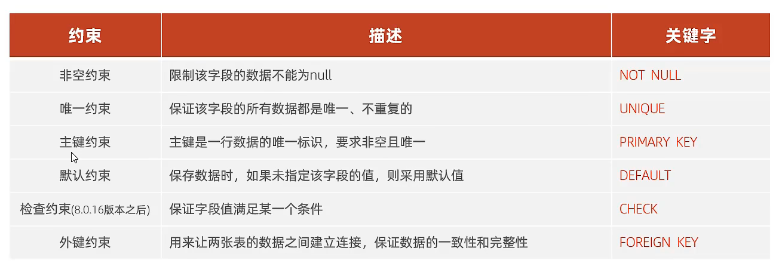 约束 描述 关键字
非空约束 限制该字段的数据不能为null NOT NULL
唯一约束 保证该字段的所有数据都是唯一、不重复的 UNIQUE
主键约束 主键是一行数据的唯一标识，要求非空且唯一 PRIMARY KEY
默认约束 保存数据时，如果未指定该字段的值，则采用默认值 DEFAULT
检查约束(8.0.16版本之后) 保证字段值满足某一个条件 CHECK
外键约束 用来让两张表的数据之间建立连接，保证数据的一致性和完整性 FOREIGN KEY